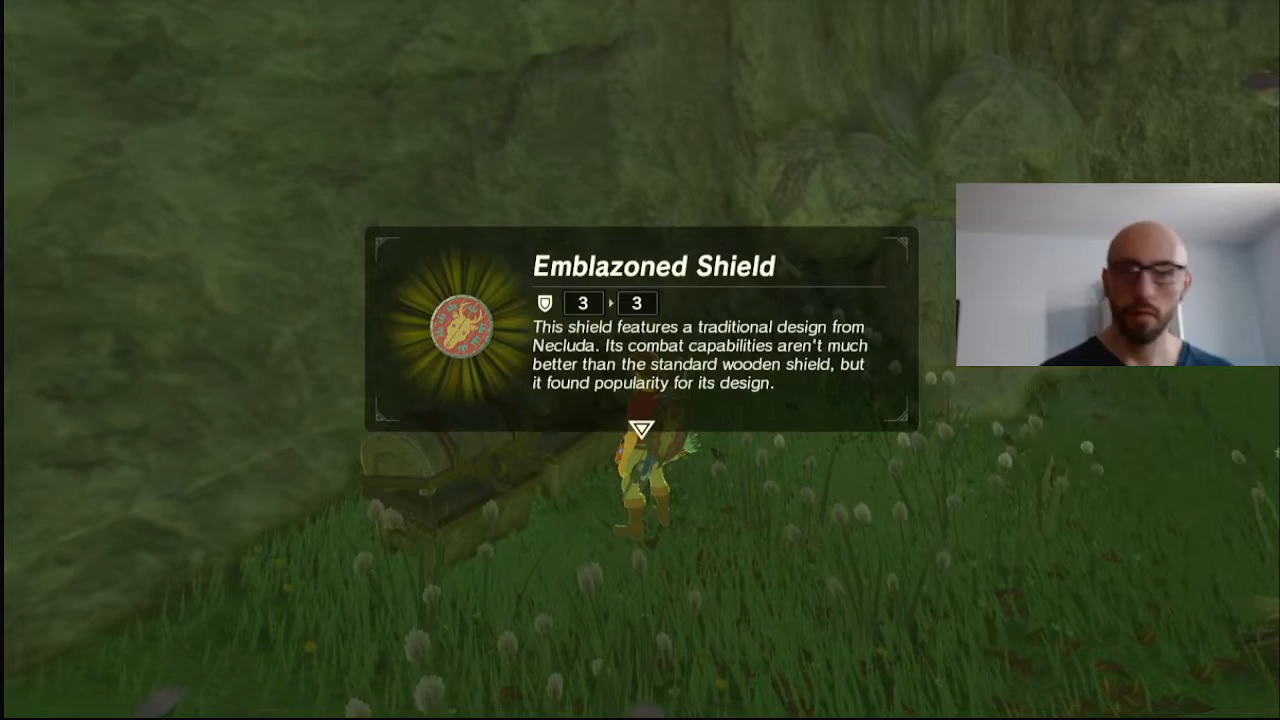 Emblazoned Shield
3 3
This shield features a traditional design from
Necluda. Its combat capabilities aren't much
better than the standard wooden shield, but
it found popularity for its design.